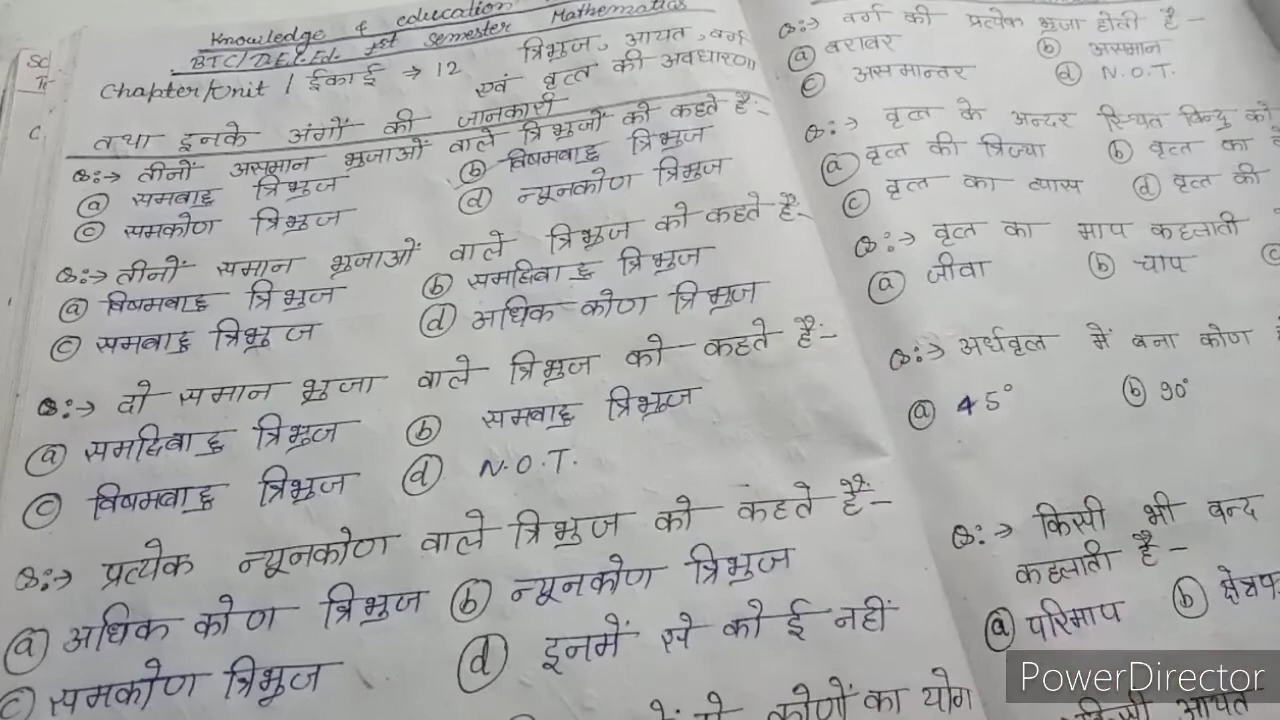 Knowledge & education
BTC/D.El.Ed. 1st Semester Mathematics
Chapter/Unit / ईकाई → 12 त्रिभुज, आयत, वर्ग
एवं वृत्त की अवधारणा
तथा इनके अंगों की जानकारी
Q:→ तीनों असमान भुजाओं वाले त्रिभुजों को कहते है:-
(a) समबाहु त्रिभुज (b) विषमबाहु त्रिभुज
(c) समकोण त्रिभुज (d) न्यूनकोण त्रिभुज
Q:→ तीनों समान भुजाओं वाले त्रिभुज को कहते है:-
(a) विषमबाहु त्रिभुज (b) समद्विबाहु त्रिभुज
(c) समबाहु त्रिभुज (d) अधिक कोण त्रिभुज
Q:→ दो समान भुजा वाले त्रिभुज को कहते है:-
(a) समद्विबाहु त्रिभुज (b) समबाहु त्रिभुज
(c) विषमबाहु त्रिभुज (d) N.O.T.
Q:→ प्रत्येक न्यूनकोण वाले त्रिभुज को कहते हैं:-
(a) अधिक कोण त्रिभुज (b) न्यूनकोण त्रिभुज
(c) समकोण त्रिभुज (d) इनमें से कोई नहीं
कोणों का योग
Q:→ वर्ग की प्रत्येक भुजा होती है -
(a) बराबर (b) असमान
(c) असमान्तर (d) N.O.T.
Q:→ वृत्त के अन्दर स्थित बिन्दु को
(a) वृत्त की त्रिज्या (b) वृत्त का
(c) वृत्त का व्यास (d) वृत्त की
Q:→ वृत्त का माप कहलाती
(a) जीवा (b) चाप (c)
Q:→ अर्धवृत्त में बना कोण
(a) 45° (b) 90°
Q:→ किसी भी बन्द
कहलाती है -
(a) परिमाप (b)
आयत
PowerDirector